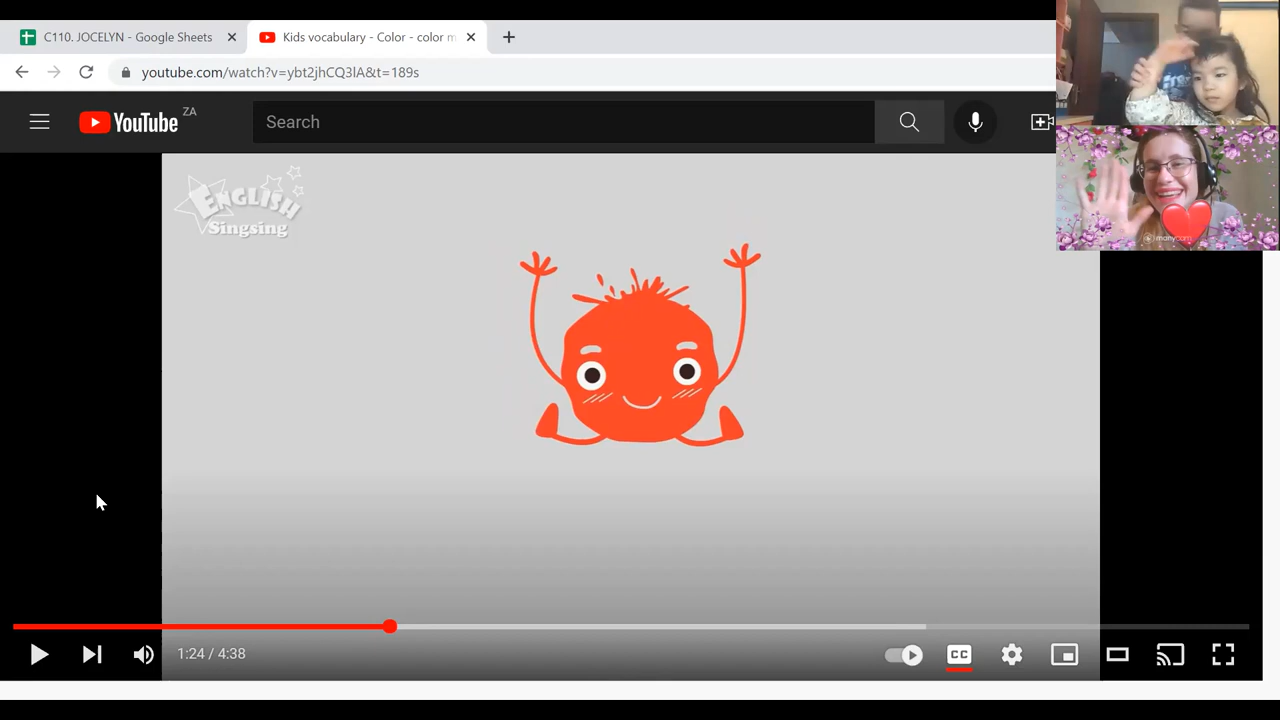 C110. JOCELYN - Google Sheets
Kids vocabulary - Color - color m
youtube.com/watch?v=ybt2jhCQ3lA&t=189s
YouTube ZA
Search
ENGLISH
Singsing
manycam
1:24 / 4:38
CC